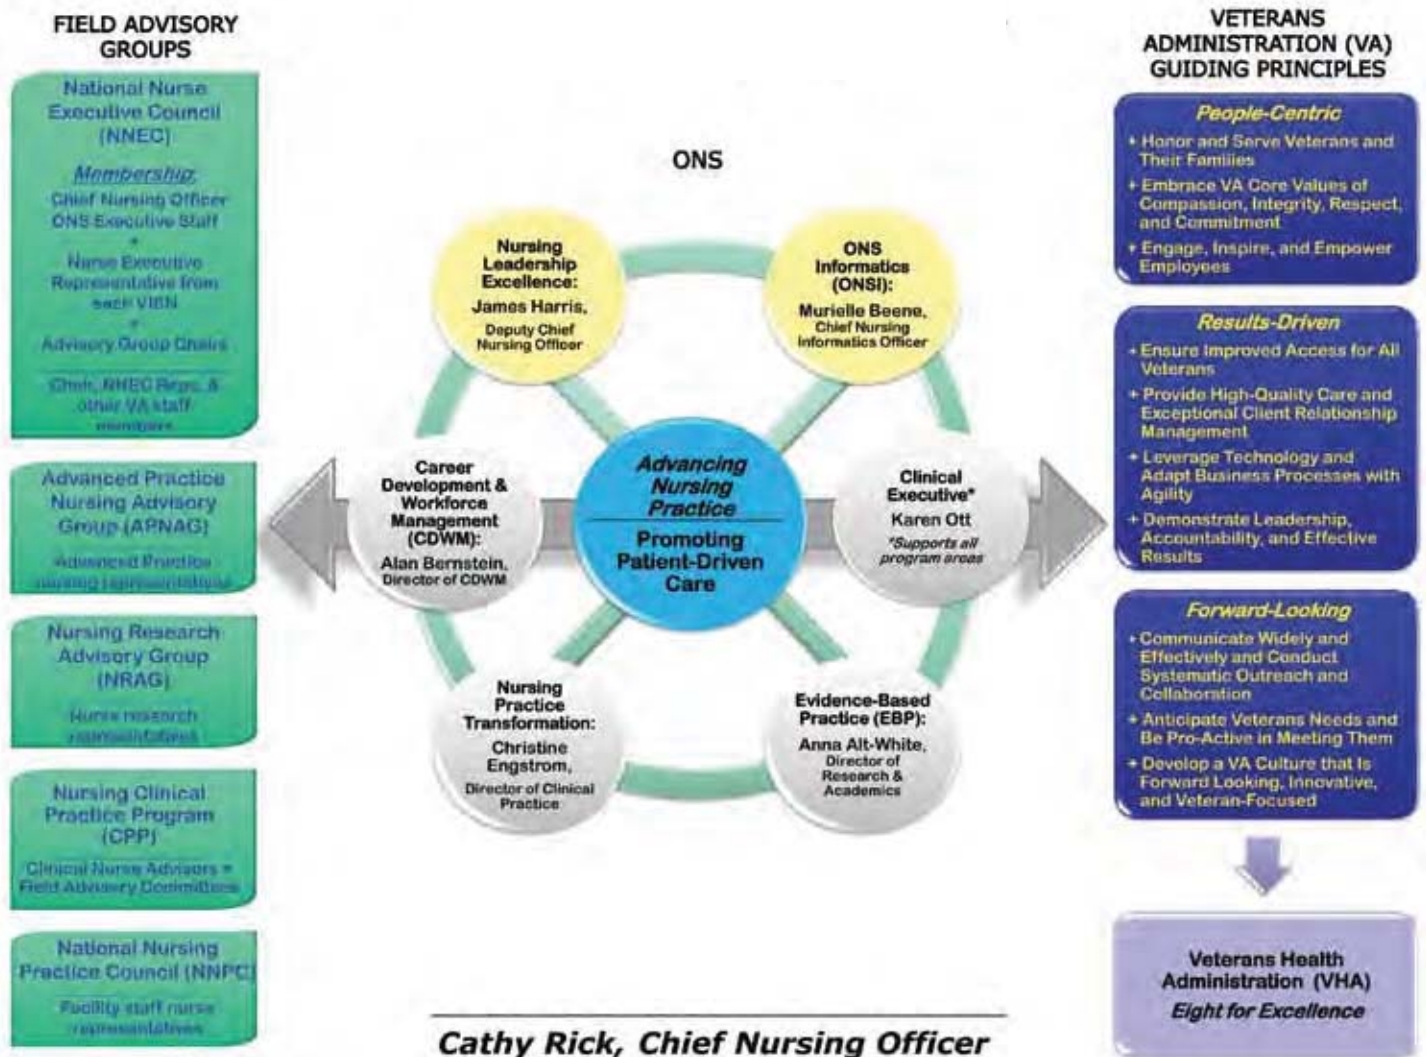 FIELD ADVISORY
GROUPS
National Nurse
Executive Council
(NNEC)
Membership:
Chief Nursing Officer
ONS Executive Staff
+
Nurse Executive
Representative from
each VISN
+
Advisory Group Chairs
Chair, NNEC Reps, &
other VA staff
members
Advanced Practice
Nursing Advisory
Group (APNAG)
Advanced Practice
nursing representatives
Nursing Research
Advisory Group
(NRAG)
Nurse research
representatives
Nursing Clinical
Practice Program
(CPP)
Clinical Nurse Advisors +
Field Advisory Committees
National Nursing
Practice Council (NNPC)
Facility staff nurse
representatives
ONS
Nursing
Leadership
Excellence:
James Harris,
Deputy Chief
Nursing Officer
ONS
Informatics
(ONSI):
Murielle Beene,
Chief Nursing
Informatics Officer
Career
Development &
Workforce
Management
(CDWM):
Alan Bernstein,
Director of CDWM
Advancing
Nursing
Practice
Promoting
Patient-Driven
Care
Clinical
Executive*
Karen Ott
*Supports all
program areas
Nursing
Practice
Transformation:
Christine
Engstrom,
Director of Clinical
Practice
Evidence-Based
Practice (EBP):
Anna Alt-White,
Director of
Research &
Academics
Cathy Rick, Chief Nursing Officer
VETERANS
ADMINISTRATION (VA)
GUIDING PRINCIPLES
People-Centric
+ Honor and Serve Veterans and
Their Families
+ Embrace VA Core Values of
Compassion, Integrity, Respect,
and Commitment
+ Engage, Inspire, and Empower
Employees
Results-Driven
+ Ensure Improved Access for All
Veterans
+ Provide High-Quality Care and
Exceptional Client Relationship
Management
+ Leverage Technology and
Adapt Business Processes with
Agility
+ Demonstrate Leadership,
Accountability, and Effective
Results
Forward-Looking
+ Communicate Widely and
Effectively and Conduct
Systematic Outreach and
Collaboration
+ Anticipate Veterans Needs and
Be Pro-Active in Meeting Them
+ Develop a VA Culture that Is
Forward Looking, Innovative,
and Veteran-Focused
Veterans Health
Administration (VHA)
Eight for Excellence